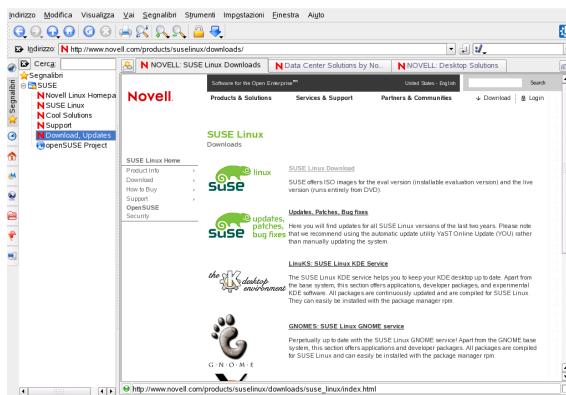 Indirizzo Modifica Visualizza Vai Segnalibri Strumenti Impostazioni Finestra Aiuto
Indirizzo: N http://www.novell.com/products/suselinux/downloads/
Cerca:
Segnalibri
Segnalibri
SUSE
Novell Linux Homepa
SUSE Linux
Cool Solutions
Support
Download, Updates
openSUSE Project
NOVELL: SUSE Linux Downloads
Data Center Solutions by No...
NOVELL: Desktop Solutions
Software for the Open Enterprise™
United States - English
Search
Novell.
Products & Solutions Services & Support Partners & Communities Download Login
SUSE Linux
Downloads
SUSE Linux Home
Product Info
Download
How to Buy
Support
OpenSUSE
Security
SUSE linux
SUSE Linux Download
SUSE offers ISO images for the eval version (installable evaluation version) and the live
version (runs entirely from DVD).
SUSE updates,
patches,
bug fixes
Updates, Patches, Bug fixes
Here you will find updates for all SUSE Linux versions of the last two years. Please note
that we recommend using the automatic update utility YaST Online Update (YOU) rather
than manually updating the system.
the K desktop
environment
LinuKS: SUSE Linux KDE Service
The SUSE Linux KDE service helps you to keep your KDE desktop up to date. Apart from
the base system, this section offers applications, developer packages, and experimental
KDE software. All packages are continuously updated and are compiled for SUSE Linux.
They can easily be installed with the package manager rpm.
G·N·O·M·E
GNOMES: SUSE Linux GNOME service
Perpetually up to date with the SUSE Linux GNOME service! Apart from the GNOME base
system, this section offers applications and developer packages. All packages are compiled
for SUSE Linux and can easily be installed with the package manager rpm.
http://www.novell.com/products/suselinux/downloads/suse_linux/index.html